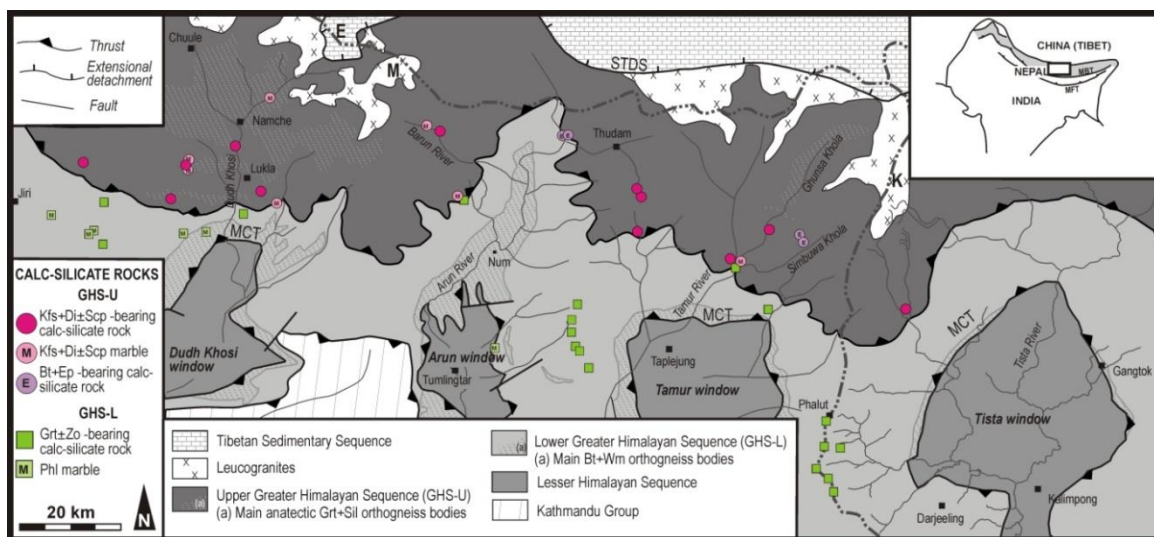 Thrust
Extensional
detachment
Fault
Chuule
E
M
STDS
Namche
Barun River
Thudam
Ghunsa Khola
K
Dudh Khosi
Lukla
Jiri
MCT
Simbuwa Khola
Arun River
Num
Tamur River
MCT
MCT
Tista River
Gangtok
Dudh Khosi
window
Arun window
Tumlingtar
Taplejung
Tamur window
Phalut
Tista window
Kalimpong
Darjeeling
CHINA (TIBET)
NEPAL
MBT
MFT
INDIA
CALC-SILICATE ROCKS
GHS-U
Kfs+Di±Scp -bearing
calc-silicate rock
M Kfs+Di±Scp marble
E Bt+Ep -bearing calc-
silicate rock
GHS-L
Grt±Zo -bearing
calc-silicate rock
M Phl marble
20 km
N
Tibetan Sedimentary Sequence
Leucogranites
Upper Greater Himalayan Sequence (GHS-U)
(a) (a) Main anatectic Grt+Sil orthogneiss bodies
Lower Greater Himalayan Sequence (GHS-L)
(a) (a) Main Bt+Wm orthogneiss bodies
Lesser Himalayan Sequence
Kathmandu Group